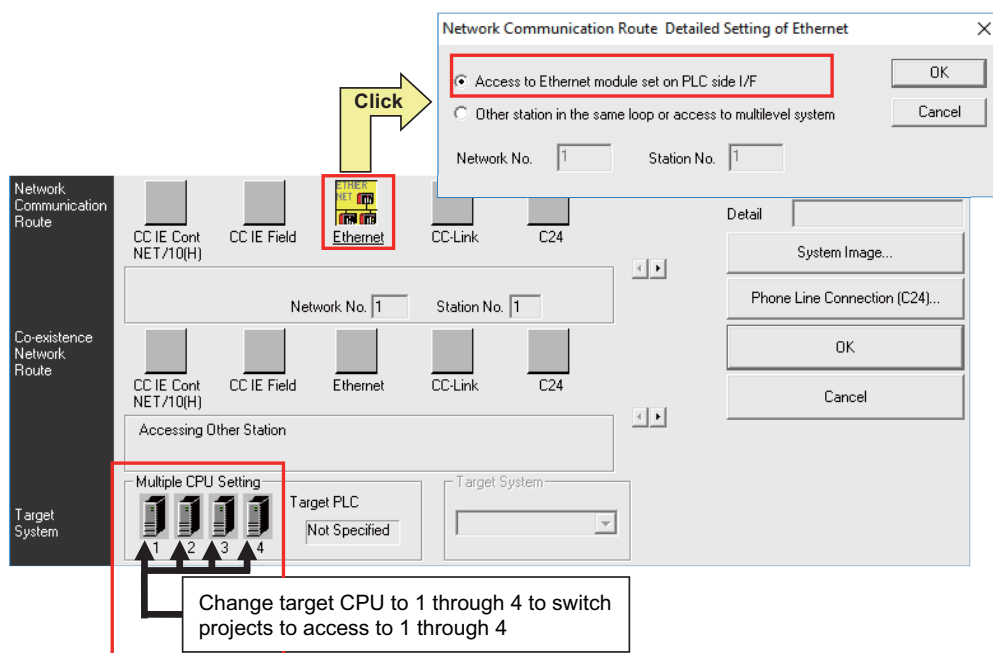 Network Communication Route Detailed Setting of Ethernet
Access to Ethernet module set on PLC side I/F
OK
Other station in the same loop or access to multilevel system
Cancel
Network No. 1 Station No. 1
Click
Network
Communication
Route
ETHER
NET
CC IE Cont
NET/10(H)
CC IE Field
Ethernet
CC-Link
C24
Detail
System Image...
Network No. 1 Station No. 1
Phone Line Connection (C24)...
Co-existence
Network
Route
OK
CC IE Cont
NET/10(H)
CC IE Field
Ethernet
CC-Link
C24
Cancel
Accessing Other Station
Target
System
Multiple CPU Setting
1 2 3 4
Target PLC
Not Specified
Target System
Change target CPU to 1 through 4 to switch
projects to access to 1 through 4